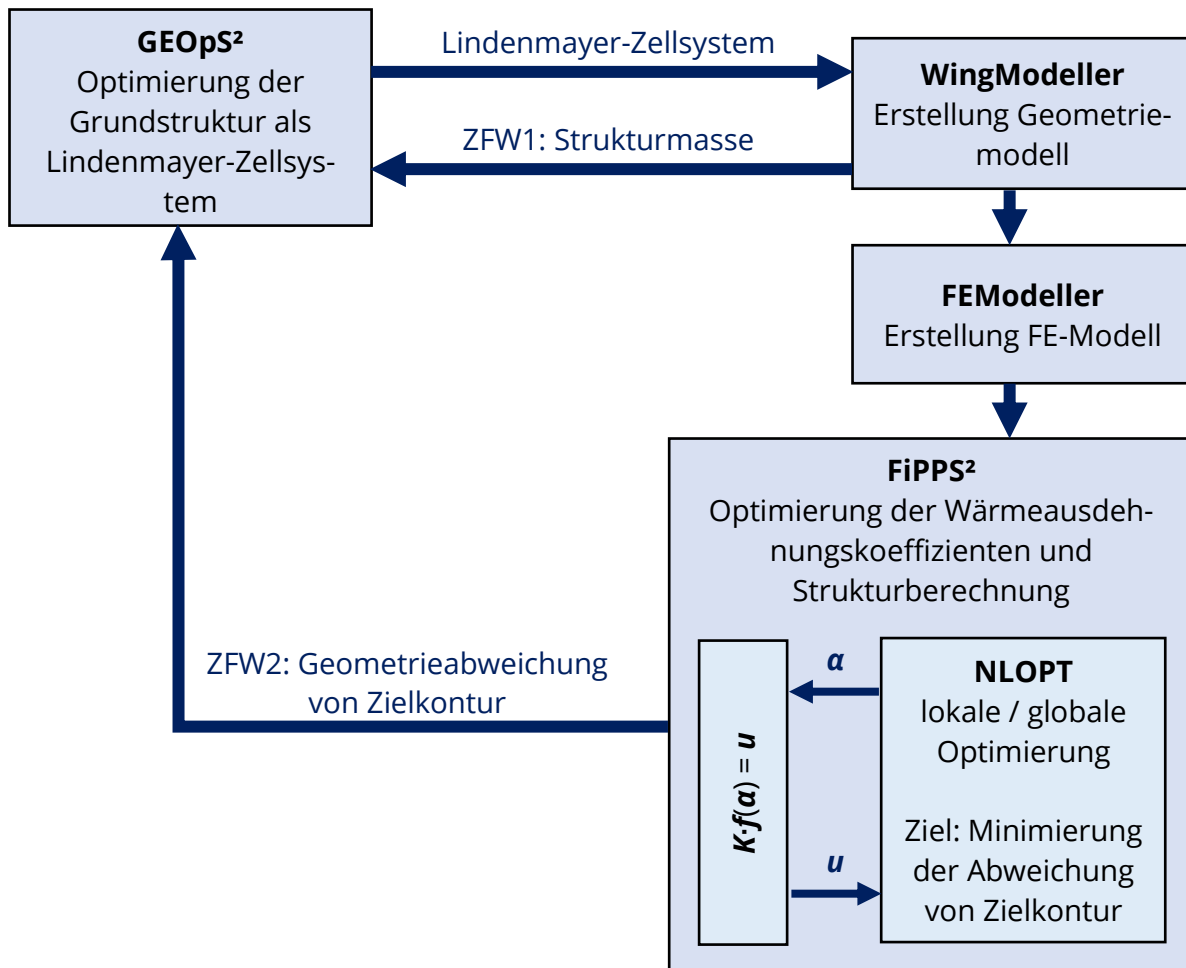 GEOpS²
Optimierung der
Grundstruktur als
Lindenmayer-Zellsys-
tem
Lindenmayer-Zellsystem
ZFW1: Strukturmasse
WingModeller
Erstellung Geometrie-
modell
FEModeller
Erstellung FE-Modell
FiPPS²
Optimierung der Wärmeausdeh-
nungskoeffizienten und
Strukturberechnung
ZFW2: Geometrieabweichung
von Zielkontur
K·f(α) = u
α
u
NLOPT
lokale / globale
Optimierung
Ziel: Minimierung
der Abweichung
von Zielkontur